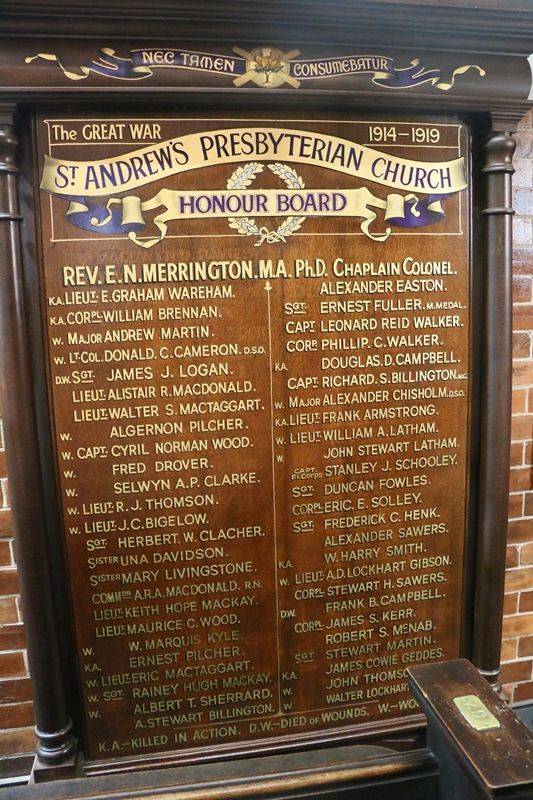 NEC TAMEN CONSUMEBATUR
The GREAT WAR 1914-1919
ST ANDREW'S PRESBYTERIAN CHURCH
HONOUR BOARD
REV. E.N. MERRINGTON. M.A. PhD. CHAPLAIN COLONEL.
K.A. LIEUT. E. GRAHAM WAREHAM.
K.A. CORPL WILLIAM BRENNAN.
W. MAJOR ANDREW MARTIN.
W. LT. COL. DONALD. C. CAMERON. D.S.O.
D.W. SGT. JAMES J. LOGAN.
LIEUT. ALISTAIR R. MACDONALD.
LIEUT. WALTER S. MACTAGGART.
W. ALGERNON PILCHER.
W. CAPT. CYRIL NORMAN WOOD.
W. FRED DROVER.
W. SELWYN A.P. CLARKE.
W. LIEUT. R. J. THOMSON.
W. LIEUT. J.C. BIGELOW.
SGT. HERBERT. W. CLACHER.
SISTER UNA DAVIDSON.
SISTER MARY LIVINGSTONE.
COMMDR A.R.A. MACDONALD. R.N.
LIEUT. KEITH HOPE MACKAY.
LIEUT. MAURICE C. WOOD.
W. W. MARQUIS KYLE.
K.A. ERNEST PILCHER.
W. LIEUT. ERIC MACTAGGART.
W. SGT. RAINEY HUGH MACKAY.
W. ALBERT T. SHERRARD.
W. A. STEWART BILLINGTON.
ALEXANDER EASTON.
SGT. ERNEST FULLER. M. MEDAL.
CAPT. LEONARD REID WALKER.
CORP. PHILLIP. C. WALKER.
K.A. DOUGLAS. D. CAMPBELL.
CAPT. RICHARD. S. BILLINGTON. M.C.
W. MAJOR ALEXANDER CHISHOLM. D.S.O.
K.A. LIEUT. FRANK ARMSTRONG.
W. LIEUT. WILLIAM A. LATHAM.
W. JOHN STEWART LATHAM.
CAPT. Fl. Corps STANLEY J. SCHOOLEY.
SGT. DUNCAN FOWLES.
CORPL ERIC E. SOLLEY.
SGT. FREDERICK C. HENK.
ALEXANDER SAWERS.
K.A. W. HARRY SMITH.
W. LIEUT. A.D. LOCKHART GIBSON.
CORPL STEWART H. SAWERS.
D.W. FRANK B. CAMPBELL.
CORPL JAMES S. KERR.
ROBERT S. McNAB.
SGT. STEWART MARTIN.
K.A. JAMES COWIE GEDDES.
W. JOHN THOMSO
W. WALTER LOCKHART
K.A.-KILLED IN ACTION. D.W.-DIED of WOUNDS. W.-WO